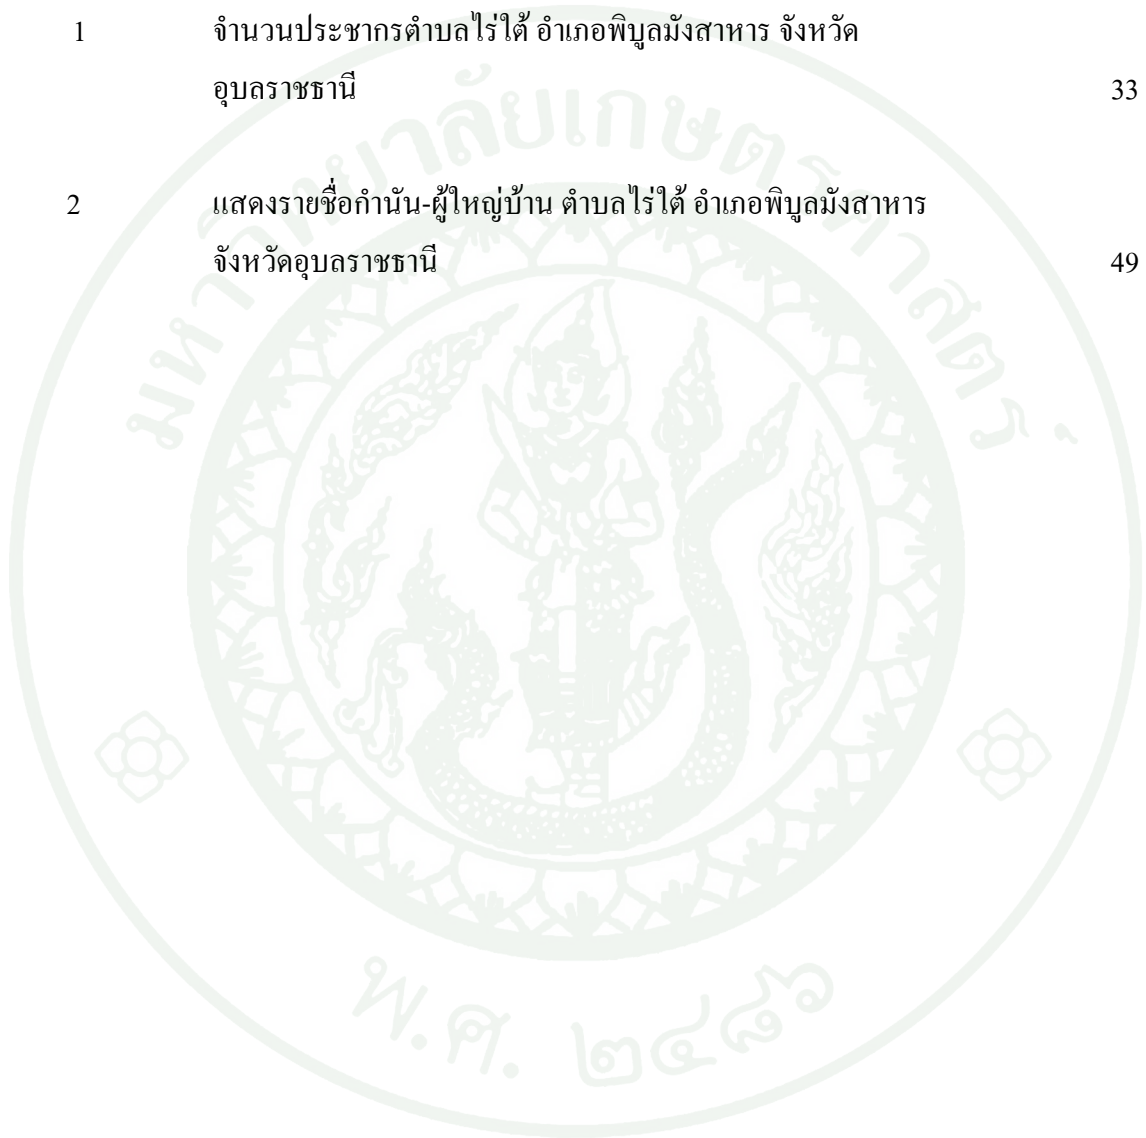 1 จำนวนประชากรตำบลไร่ใต้ อำเภอพิบูลมังสาหาร จังหวัด
อุบลราชธานี 33
2 แสดงรายชื่อกำนัน-ผู้ใหญ่บ้าน ตำบลไร่ใต้ อำเภอพิบูลมังสาหาร
จังหวัดอุบลราชธานี 49
มหาวิทยาลัยเกษตรศาสตร์
พ.ศ. ๒๔๘๖